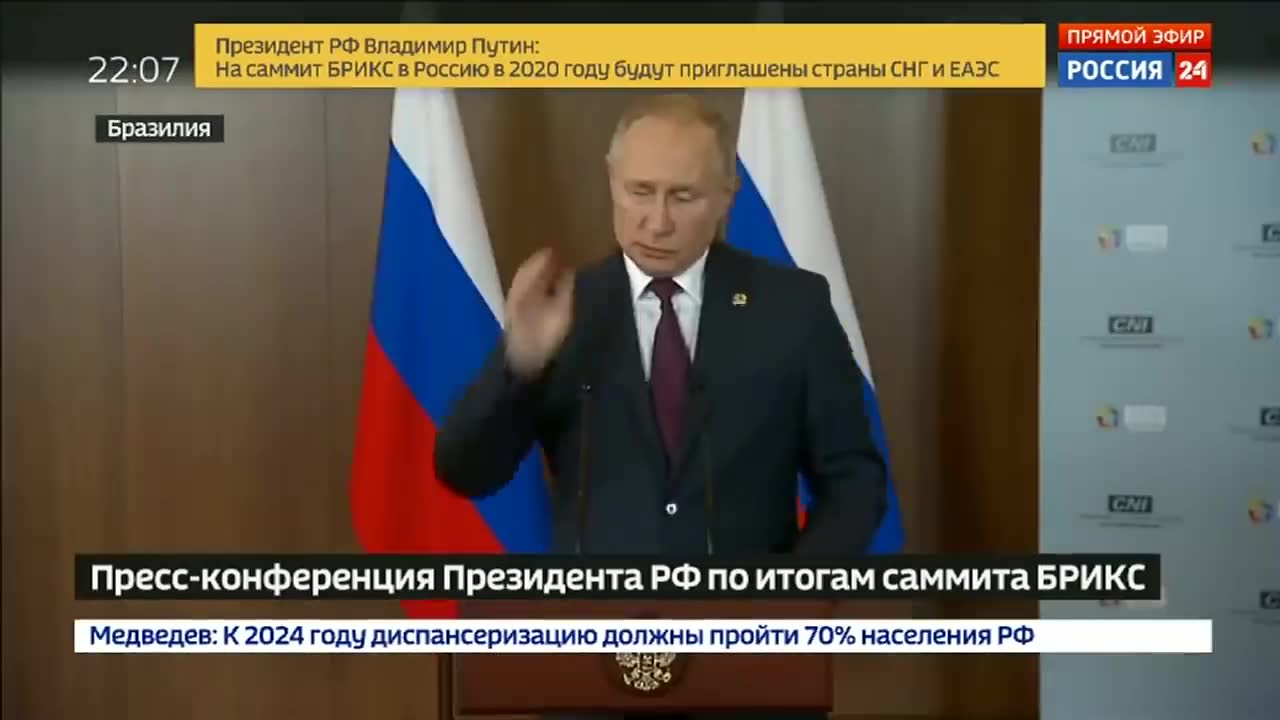 22:07
Президент РФ Владимир Путин:
На саммит БРИКС в Россию в 2020 году будут приглашены страны СНГ и ЕАЭС
ПРЯМОЙ ЭФИР
РОССИЯ 24
Бразилия
CNI
CNI
CNI
Пресс-конференция Президента РФ по итогам саммита БРИКС
Медведев: К 2024 году диспансеризацию должны пройти 70% населения РФ